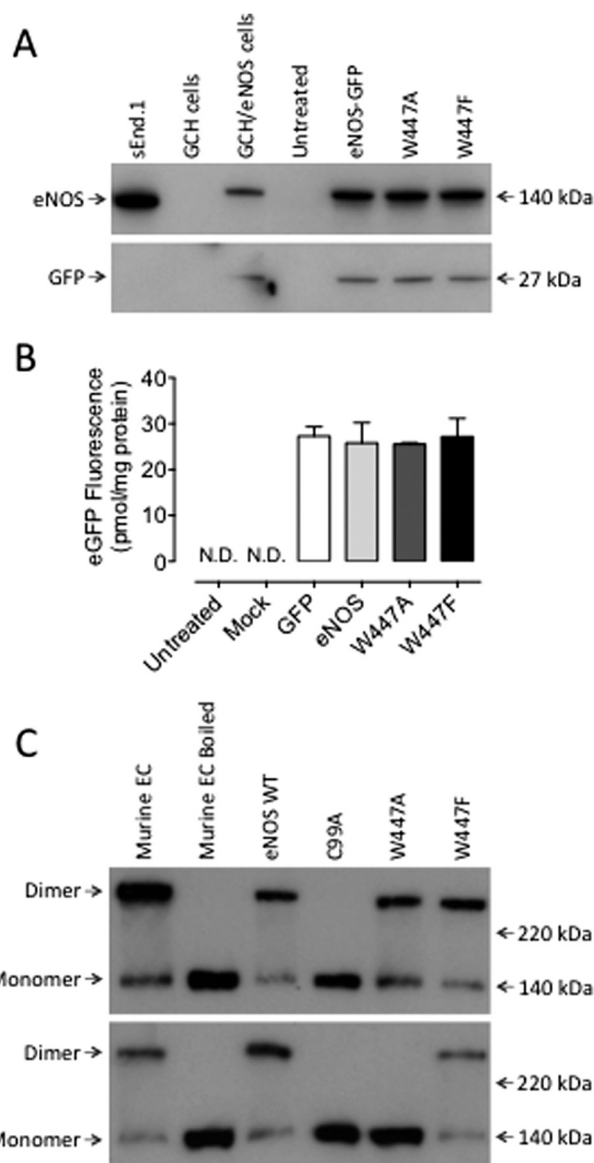 A
sEnd.1
GCH cells
GCH/eNOS cells
Untreated
eNOS-GFP
W447A
W447F
eNOS→ ←140 kDa
GFP→ ←27 kDa
B
eGFP Fluorescence
(pmol/mg protein)
40
30
20
10
0
N.D. N.D.
Untreated
Mock
GFP
eNOS
W447A
W447F
C
Murine EC
Murine EC Boiled
eNOS WT
C99A
W447A
W447F
Dimer→
←220 kDa
Monomer→ ←140 kDa
Dimer→
←220 kDa
Monomer→ ←140 kDa